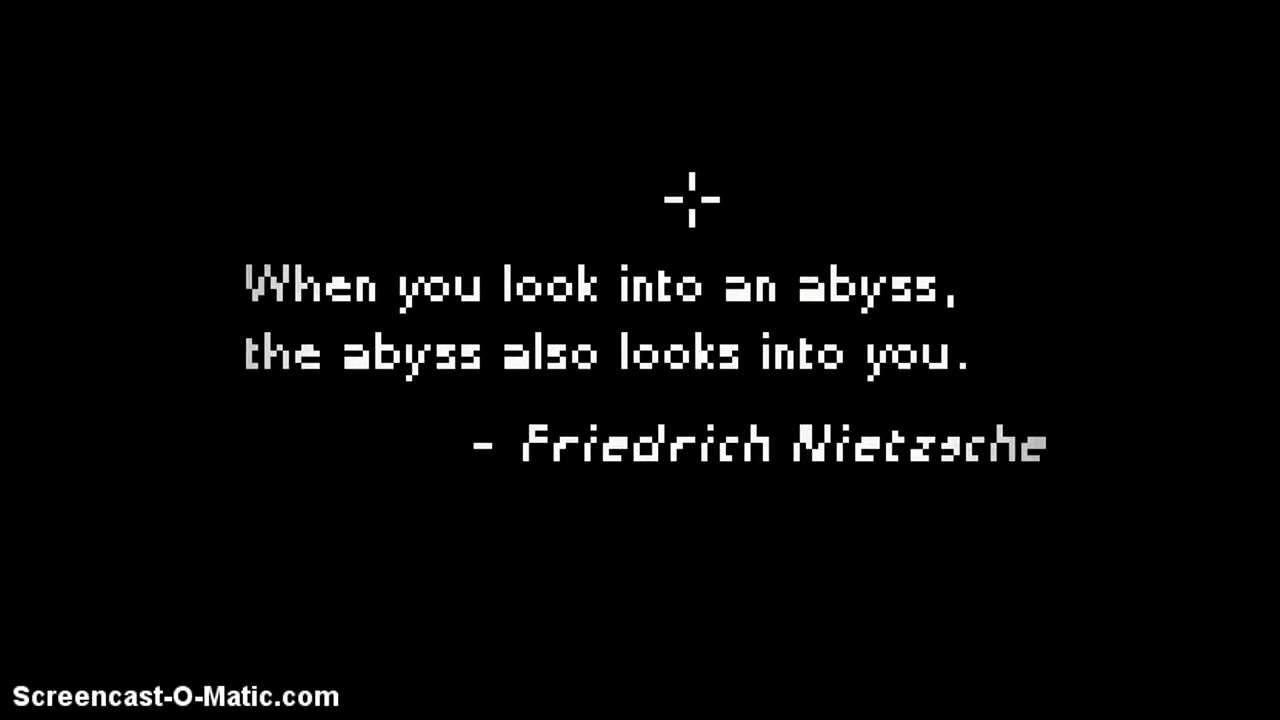 When you look into an abyss,
the abyss also looks into you.
- Friedrich Nietzsche
Screencast-O-Matic.com